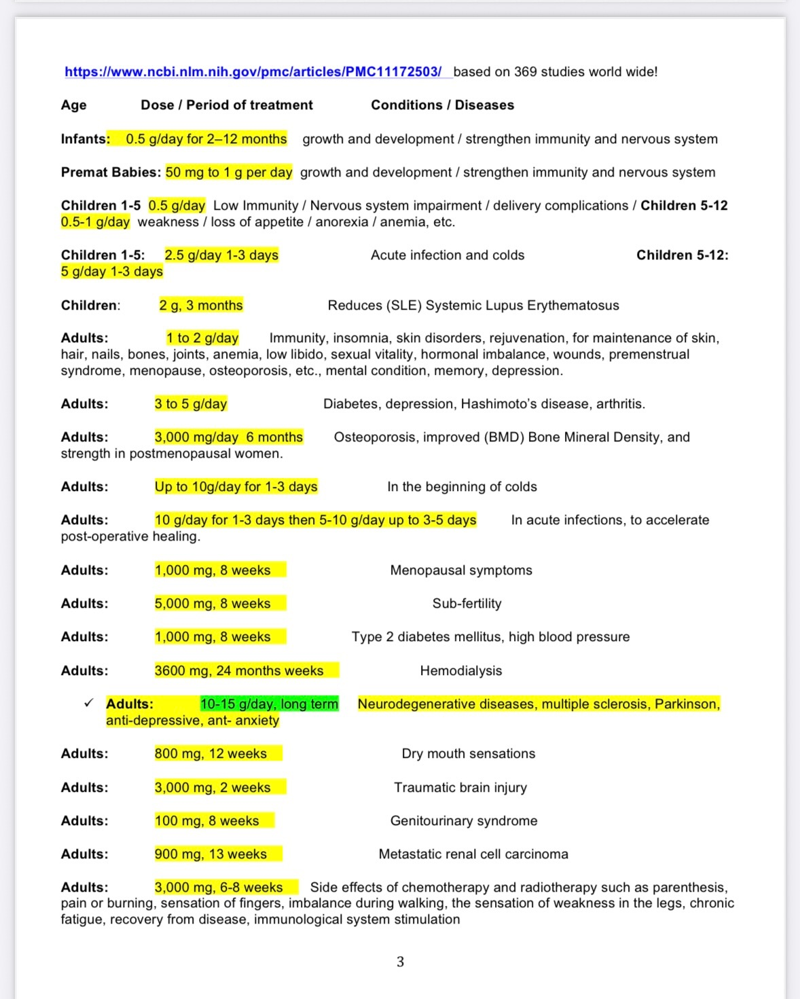 https://www.ncbi.nlm.nih.gov/pmc/articles/PMC11172503/ based on 369 studies world wide!
Age Dose / Period of treatment Conditions / Diseases
Infants: 0.5 g/day for 2–12 months growth and development / strengthen immunity and nervous system
Premat Babies: 50 mg to 1 g per day growth and development / strengthen immunity and nervous system
Children 1-5 0.5 g/day Low Immunity / Nervous system impairment / delivery complications / Children 5-12
0.5-1 g/day weakness / loss of appetite / anorexia / anemia, etc.
Children 1-5: 2.5 g/day 1-3 days Acute infection and colds Children 5-12:
5 g/day 1-3 days
Children: 2 g, 3 months Reduces (SLE) Systemic Lupus Erythematosus
Adults: 1 to 2 g/day Immunity, insomnia, skin disorders, rejuvenation, for maintenance of skin,
hair, nails, bones, joints, anemia, low libido, sexual vitality, hormonal imbalance, wounds, premenstrual
syndrome, menopause, osteoporosis, etc., mental condition, memory, depression.
Adults: 3 to 5 g/day Diabetes, depression, Hashimoto's disease, arthritis.
Adults: 3,000 mg/day 6 months Osteoporosis, improved (BMD) Bone Mineral Density, and
strength in postmenopausal women.
Adults: Up to 10g/day for 1-3 days In the beginning of colds
Adults: 10 g/day for 1-3 days then 5-10 g/day up to 3-5 days In acute infections, to accelerate
post-operative healing.
Adults: 1,000 mg, 8 weeks Menopausal symptoms
Adults: 5,000 mg, 8 weeks Sub-fertility
Adults: 1,000 mg, 8 weeks Type 2 diabetes mellitus, high blood pressure
Adults: 3600 mg, 24 months weeks Hemodialysis
✓ Adults: 10-15 g/day, long term Neurodegenerative diseases, multiple sclerosis, Parkinson,
anti-depressive, ant- anxiety
Adults: 800 mg, 12 weeks Dry mouth sensations
Adults: 3,000 mg, 2 weeks Traumatic brain injury
Adults: 100 mg, 8 weeks Genitourinary syndrome
Adults: 900 mg, 13 weeks Metastatic renal cell carcinoma
Adults: 3,000 mg, 6-8 weeks Side effects of chemotherapy and radiotherapy such as parenthesis,
pain or burning, sensation of fingers, imbalance during walking, the sensation of weakness in the legs, chronic
fatigue, recovery from disease, immunological system stimulation
3